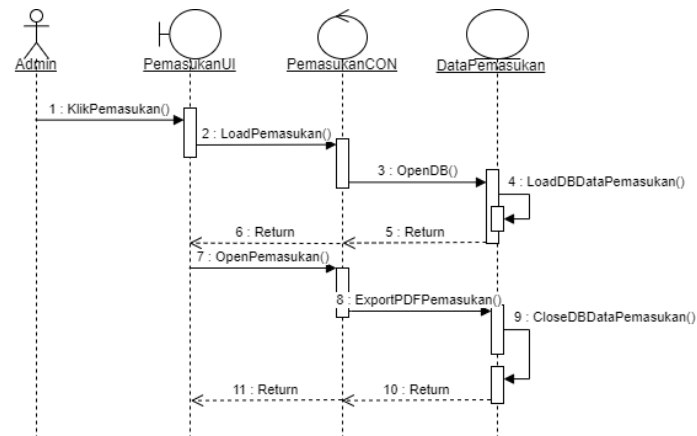 Admin
PemasukanUI
PemasukanCON
DataPemasukan
1 : KlikPemasukan()
2 : LoadPemasukan()
3 : OpenDB()
4 : LoadDBDataPemasukan()
6 : Return
5 : Return
7 : OpenPemasukan()
8 : ExportPDFPemasukan()
9 : CloseDBDataPemasukan()
11 : Return
10 : Return